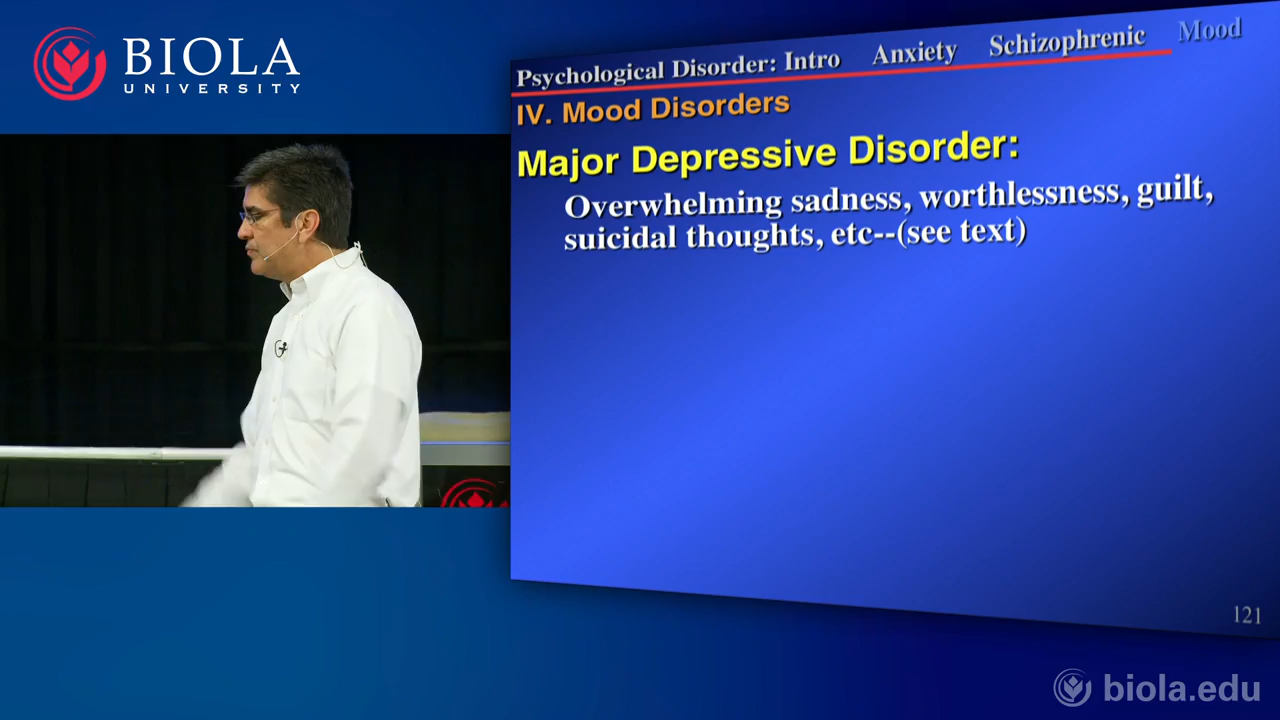 BIOLA
UNIVERSITY
Psychological Disorder: Intro Anxiety Schizophrenic Mood
IV. Mood Disorders
Major Depressive Disorder:
Overwhelming sadness, worthlessness, guilt,
suicidal thoughts, etc--(see text)
121
biola.edu